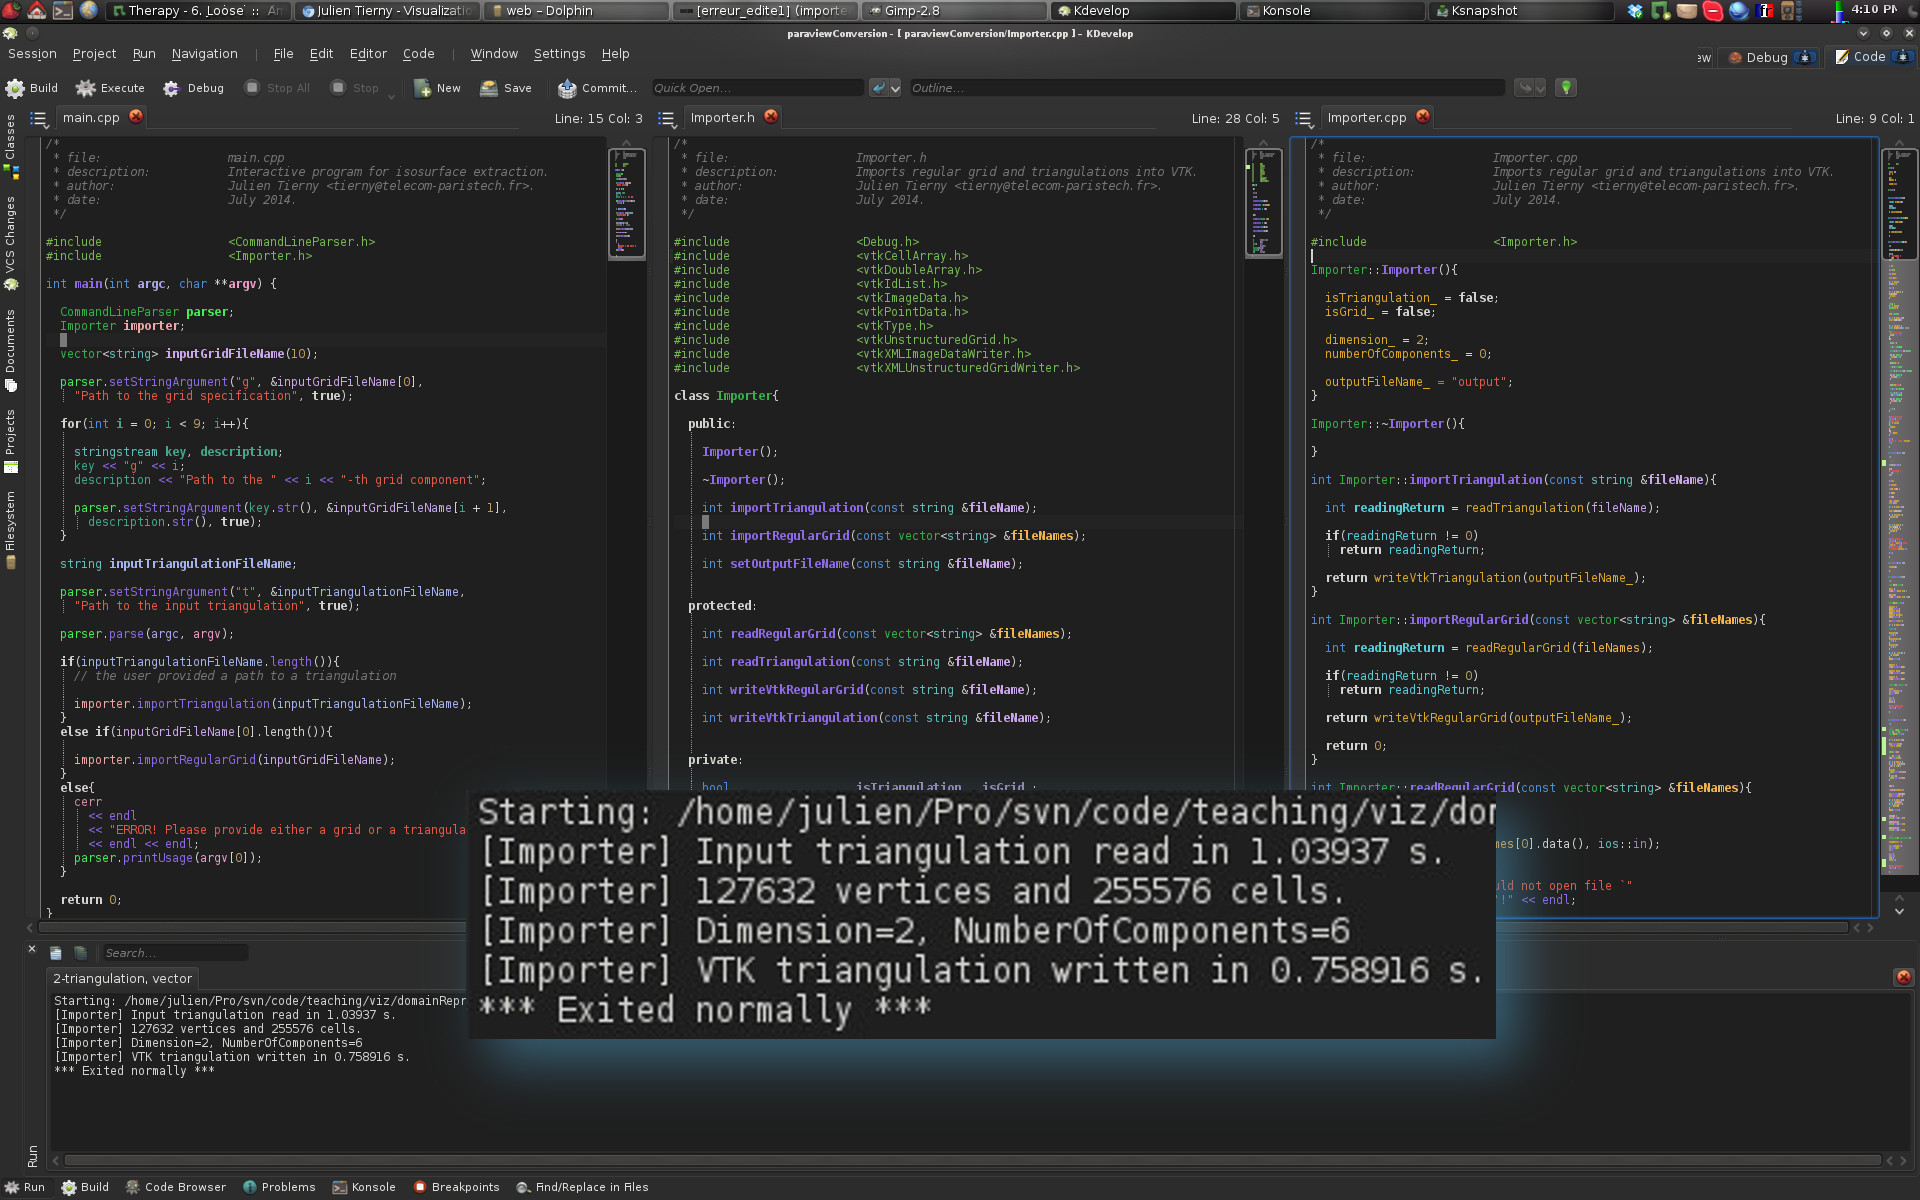 Therapy - 6. Loose :: Ar
Julien Tierny - Visualizatio
web – Dolphin
[erreur_edite1] (importe
Gimp-2.8
Kdevelop
Konsole
Ksnapshot
4:10 PM
paraviewConversion – [ paraviewConversion/Importer.cpp ] – KDevelop
Session Project Run Navigation File Edit Editor Code Window Settings Help
ew Debug Code
Build Execute Debug Stop All Stop New Save Commit... Quick Open... Outline...
Classes
VCS Changes
Documents
Projects
Filesystem
main.cpp Line: 15 Col: 3
/*
* file: main.cpp
* description: Interactive program for isosurface extraction.
* author: Julien Tierny <tierny@telecom-paristech.fr>.
* date: July 2014.
*/
#include <CommandLineParser.h>
#include <Importer.h>
int main(int argc, char **argv) {
CommandLineParser parser;
Importer importer;
vector<string> inputGridFileName(10);
parser.setStringArgument("g", &inputGridFileName[0],
"Path to the grid specification", true);
for(int i = 0; i < 9; i++){
stringstream key, description;
key << "g" << i;
description << "Path to the " << i << "-th grid component";
parser.setStringArgument(key.str(), &inputGridFileName[i + 1],
description.str(), true);
}
string inputTriangulationFileName;
parser.setStringArgument("t", &inputTriangulationFileName,
"Path to the input triangulation", true);
parser.parse(argc, argv);
if(inputTriangulationFileName.length()){
// the user provided a path to a triangulation
importer.importTriangulation(inputTriangulationFileName);
}
else if(inputGridFileName[0].length()){
importer.importRegularGrid(inputGridFileName);
}
else{
cerr
<< endl
<< "ERROR! Please provide either a grid or a triangula
<< endl << endl;
parser.printUsage(argv[0]);
}
return 0;
}
Importer.h Line: 28 Col: 5
/*
* file: Importer.h
* description: Imports regular grid and triangulations into VTK.
* author: Julien Tierny <tierny@telecom-paristech.fr>.
* date: July 2014.
*/
#include <Debug.h>
#include <vtkCellArray.h>
#include <vtkDoubleArray.h>
#include <vtkIdList.h>
#include <vtkImageData.h>
#include <vtkPointData.h>
#include <vtkType.h>
#include <vtkUnstructuredGrid.h>
#include <vtkXMLImageDataWriter.h>
#include <vtkXMLUnstructuredGridWriter.h>
class Importer{
public:
Importer();
~Importer();
int importTriangulation(const string &fileName);
int importRegularGrid(const vector<string> &fileNames);
int setOutputFileName(const string &fileName);
protected:
int readRegularGrid(const vector<string> &fileNames);
int readTriangulation(const string &fileName);
int writeVtkRegularGrid(const string &fileName);
int writeVtkTriangulation(const string &fileName);
private:
bool isTriangulation_, isGrid_;
Importer.cpp Line: 9 Col: 1
/*
* file: Importer.cpp
* description: Imports regular grid and triangulations into VTK.
* author: Julien Tierny <tierny@telecom-paristech.fr>.
* date: July 2014.
*/
#include <Importer.h>
Importer::Importer(){
isTriangulation_ = false;
isGrid_ = false;
dimension_ = 2;
numberOfComponents_ = 0;
outputFileName_ = "output";
}
Importer::~Importer(){
}
int Importer::importTriangulation(const string &fileName){
int readingReturn = readTriangulation(fileName);
if(readingReturn != 0)
return readingReturn;
return writeVtkTriangulation(outputFileName_);
}
int Importer::importRegularGrid(const vector<string> &fileNames){
int readingReturn = readRegularGrid(fileNames);
if(readingReturn != 0)
return readingReturn;
return writeVtkRegularGrid(outputFileName_);
return 0;
}
int Importer::readRegularGrid(const vector<string> &fileNames){
mes[0].data(), ios::in);
uld not open file `"
'!" << endl;
Starting: /home/julien/Pro/svn/code/teaching/viz/dom
[Importer] Input triangulation read in 1.03937 s.
[Importer] 127632 vertices and 255576 cells.
[Importer] Dimension=2, NumberOfComponents=6
[Importer] VTK triangulation written in 0.758916 s.
*** Exited normally ***
Search...
2-triangulation, vector
Starting: /home/julien/Pro/svn/code/teaching/viz/domainRepr
[Importer] Input triangulation read in 1.03937 s.
[Importer] 127632 vertices and 255576 cells.
[Importer] Dimension=2, NumberOfComponents=6
[Importer] VTK triangulation written in 0.758916 s.
*** Exited normally ***
Run
Run Build Code Browser Problems Konsole Breakpoints Find/Replace in Files